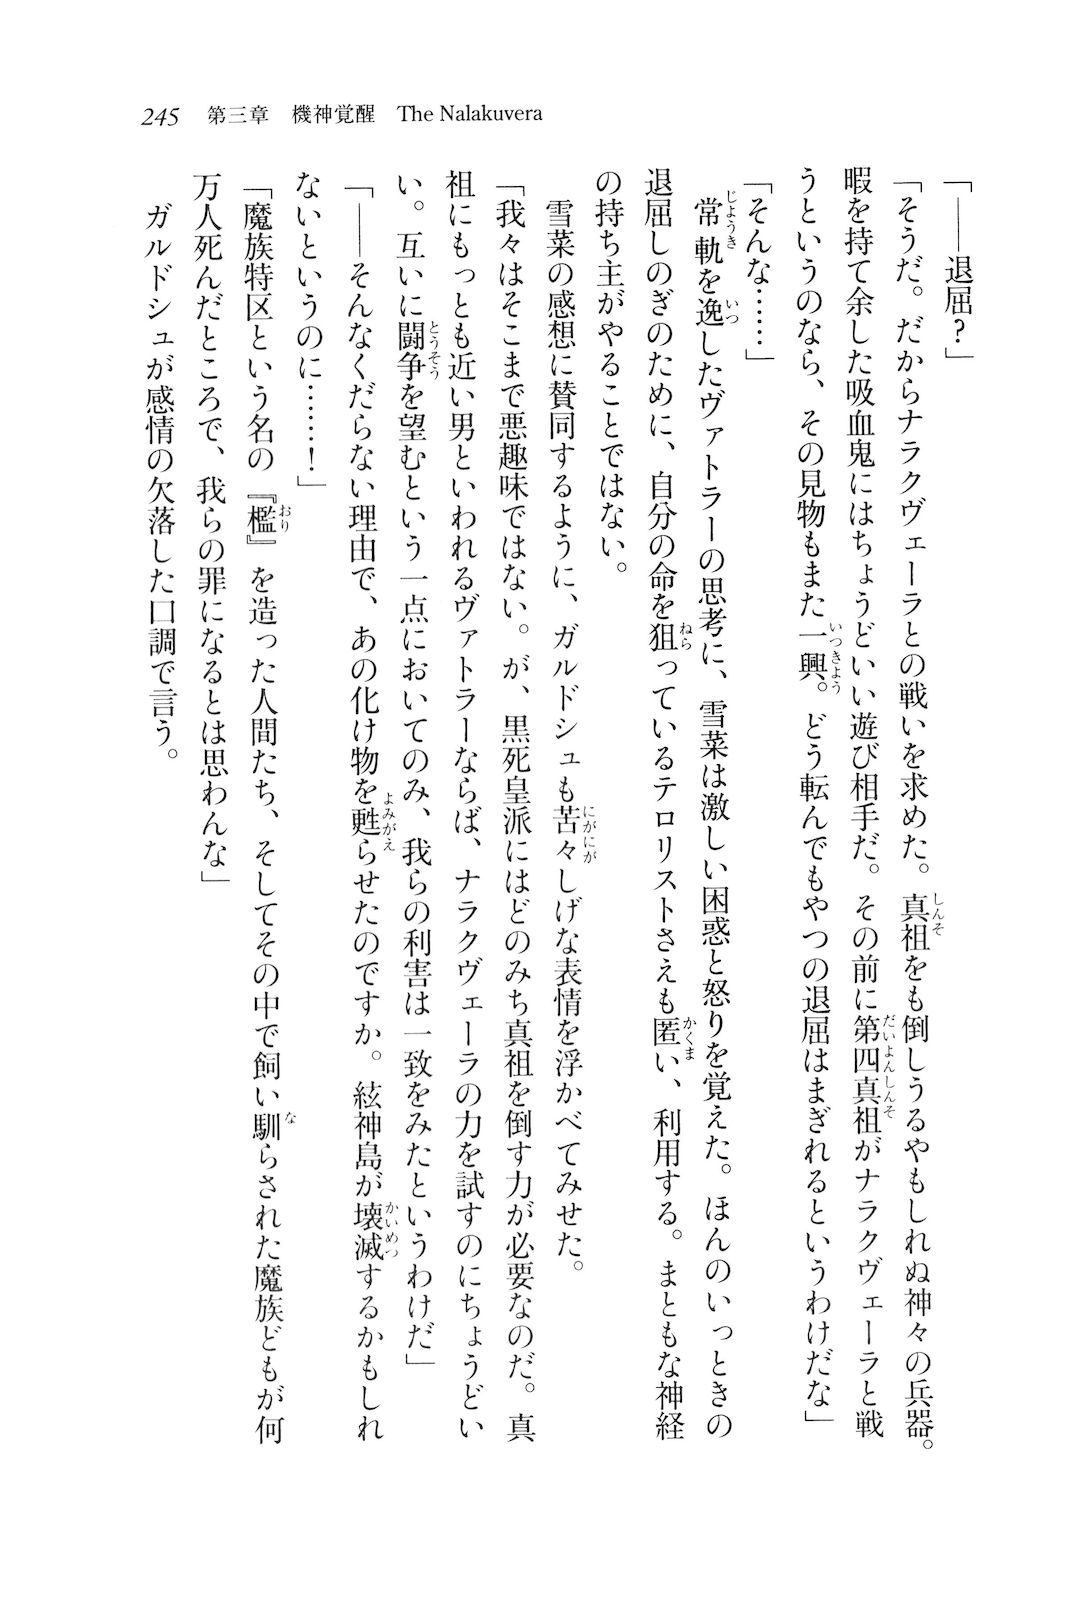 245 第三章 機神覚醒 The Nalakuvera
「――退屈？」
「そうだ。だからナラクヴェーラとの戦いを求めた。真祖をも倒しうるやもしれぬ神々の兵器。
暇を持て余した吸血鬼にはちょうどいい遊び相手だ。その前に第四真祖がナラクヴェーラと戦
うというのなら、その見物もまた一興。どう転んでもやつの退屈はまぎれるというわけだな」
「そんな……」
常軌を逸したヴァトラーの思考に、雪菜は激しい困惑と怒りを覚えた。ほんのいっときの
退屈しのぎのために、自分の命を狙っているテロリストさえも匿い、利用する。まともな神経
の持ち主がやることではない。
雪菜の感想に賛同するように、ガルドシュも苦々しげな表情を浮かべてみせた。
「我々はそこまで悪趣味ではない。が、黒死皇派にはどのみち真祖を倒す力が必要なのだ。真
祖にもっとも近い男といわれるヴァトラーならば、ナラクヴェーラの力を試すのにちょうどい
い。互いに闘争を望むという一点においてのみ、我らの利害は一致をみたというわけだ」
「――そんなくだらない理由で、あの化け物を甦らせたのですか。絃神島が壊滅するかもしれ
ないというのに……！」
「魔族特区という名の『檻』を造った人間たち、そしてその中で飼い馴らされた魔族どもが何
万人死んだところで、我らの罪になるとは思わんな」
ガルドシュが感情の欠落した口調で言う。